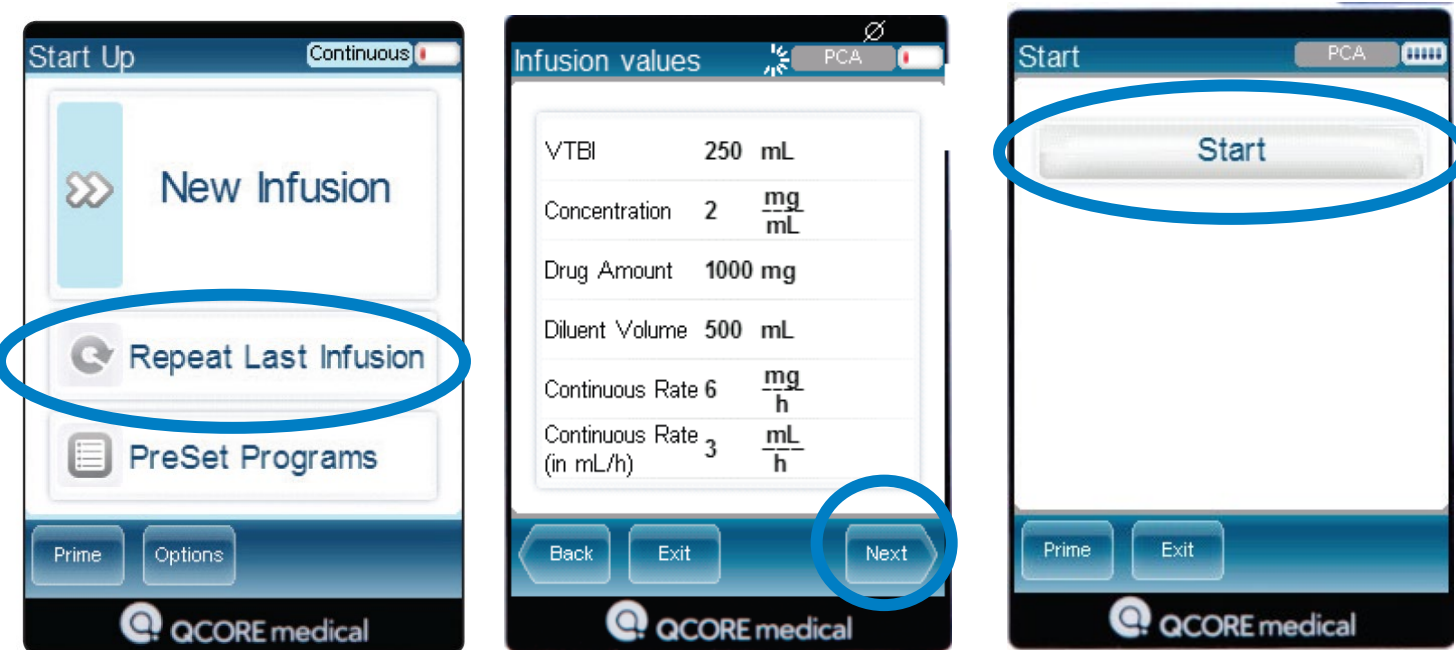 Start Up
Continuous
New Infusion
Repeat Last Infusion
PreSet Programs
Prime
Options
QCORE medical
Infusion values
PCA
VTBI 250 mL
Concentration 2 mg
mL
Drug Amount 1000 mg
Diluent Volume 500 mL
Continuous Rate 6 mg
h
Continuous Rate
(in mL/h) 3 mL
h
Back
Exit
Next
QCORE medical
Start
PCA
Start
Prime
Exit
QCORE medical